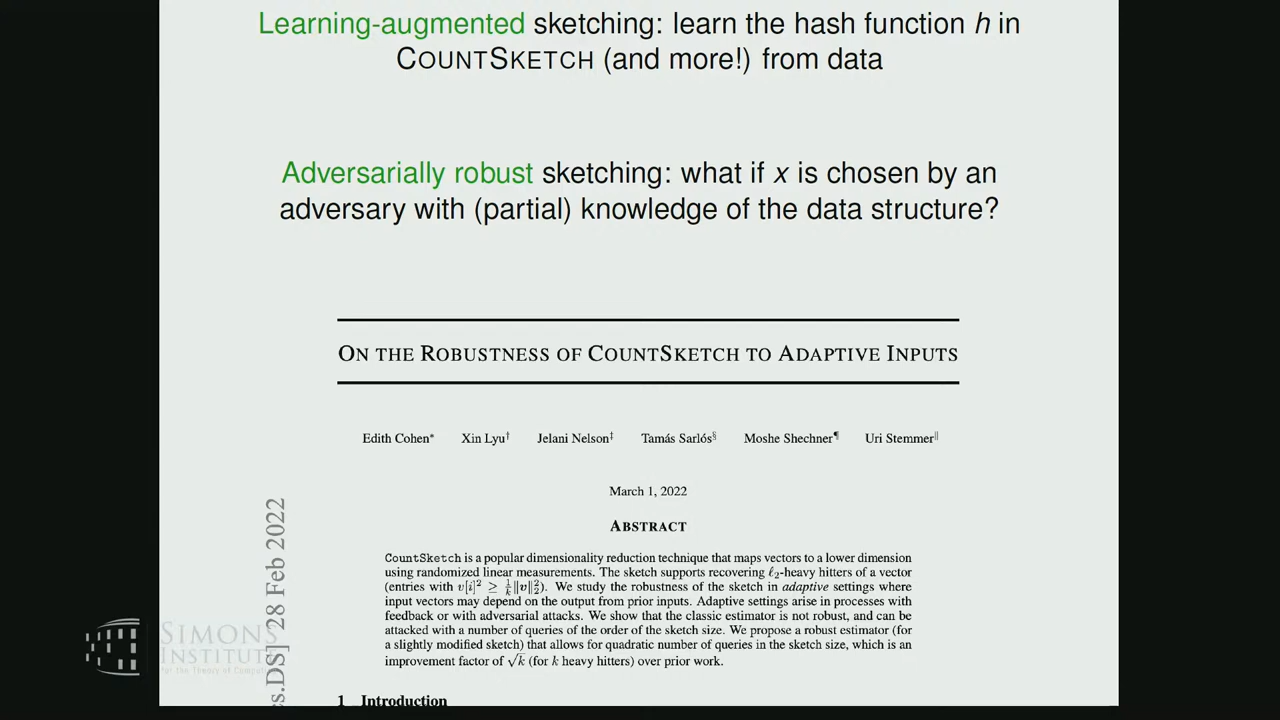 Learning-augmented sketching: learn the hash function h in
COUNTSKETCH (and more!) from data
Adversarially robust sketching: what if x is chosen by an
adversary with (partial) knowledge of the data structure?
ON THE ROBUSTNESS OF COUNTSKETCH TO ADAPTIVE INPUTS
Edith Cohen* Xin Lyu† Jelani Nelson‡ Tamás Sarlós§ Moshe Shechner¶ Uri Stemmer‖
March 1, 2022
ABSTRACT
CountSketch is a popular dimensionality reduction technique that maps vectors to a lower dimension
using randomized linear measurements. The sketch supports recovering ℓ2-heavy hitters of a vector
(entries with v[i]² ≥ 1/k‖v‖²₂). We study the robustness of the sketch in adaptive settings where
input vectors may depend on the output from prior inputs. Adaptive settings arise in processes with
feedback or with adversarial attacks. We show that the classic estimator is not robust, and can be
attacked with a number of queries of the order of the sketch size. We propose a robust estimator (for
a slightly modified sketch) that allows for quadratic number of queries in the sketch size, which is an
improvement factor of √k (for k heavy hitters) over prior work.
1 Introduction
s.DS] 28 Feb 2022
SIMONS
INSTITUTE
for the Theory of Computing